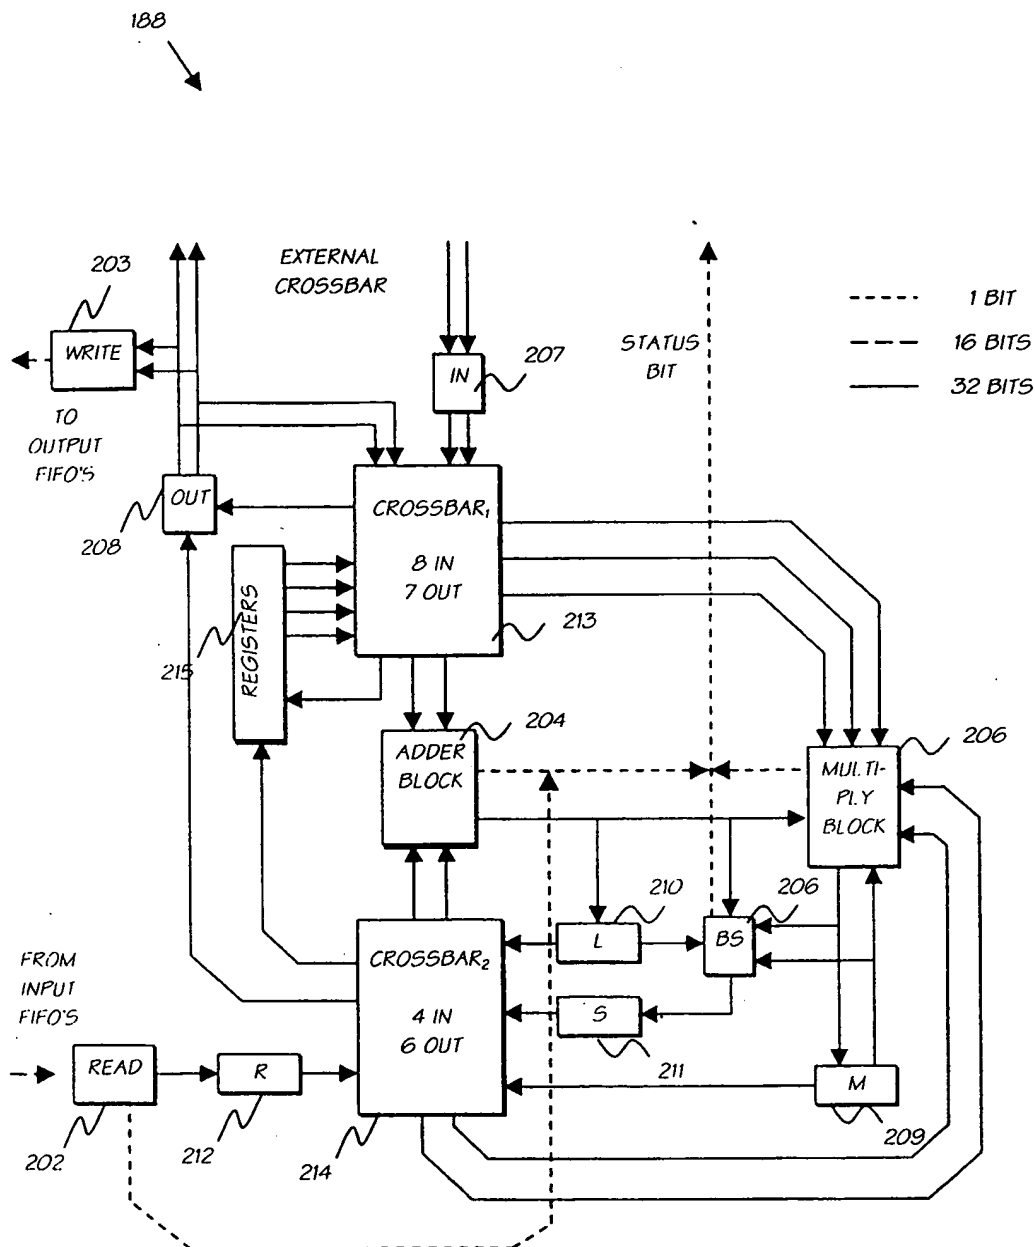 188
EXTERNAL
CROSSBAR
203
WRITE
TO
OUTPUT
FIFO'S
IN
207
STATUS
BIT
1 BIT
16 BITS
32 BITS
OUT
208
CROSSBAR1
8 IN
7 OUT
213
REGISTERS
215
204
ADDER
BLOCK
206
MULTI-
PLY
BLOCK
210
L
206
BS
CROSSBAR2
4 IN
6 OUT
S
211
FROM
INPUT
FIFO'S
READ
R
M
209
202
212
214